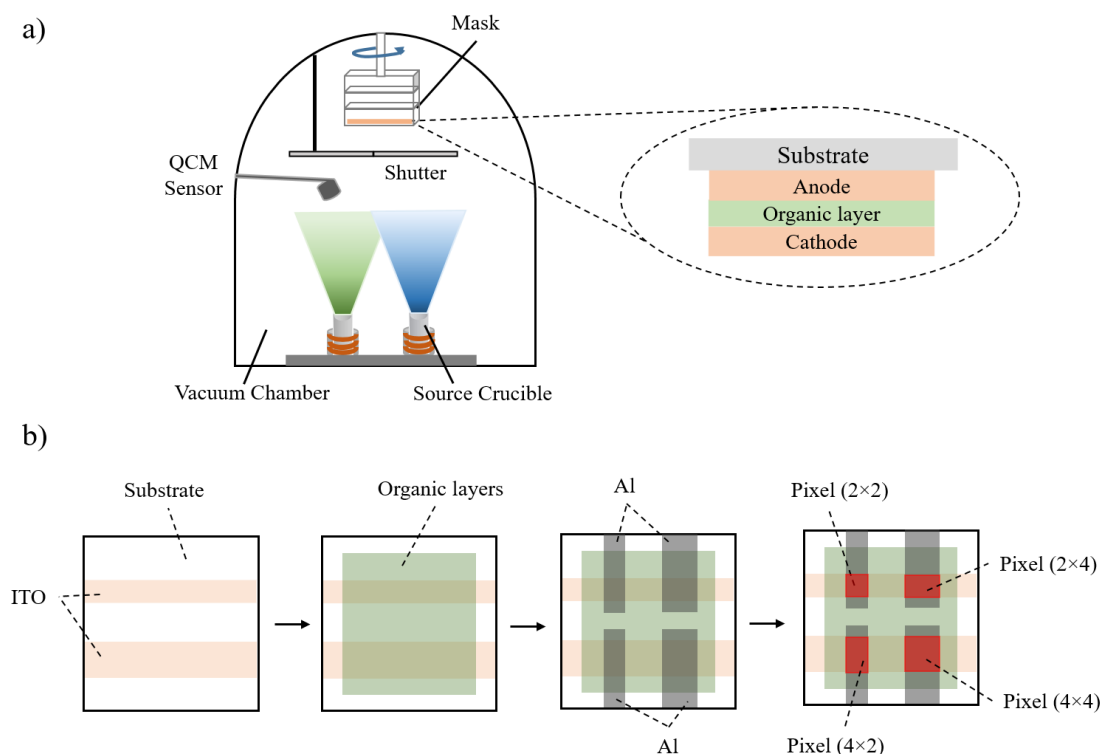 a)
Mask
QCM
Sensor
Shutter
Substrate
Anode
Organic layer
Cathode
Vacuum Chamber
Source Crucible
b)
Substrate
ITO
Organic layers
Al
Al
Pixel (2×2)
Pixel (2×4)
Pixel (4×4)
Pixel (4×2)